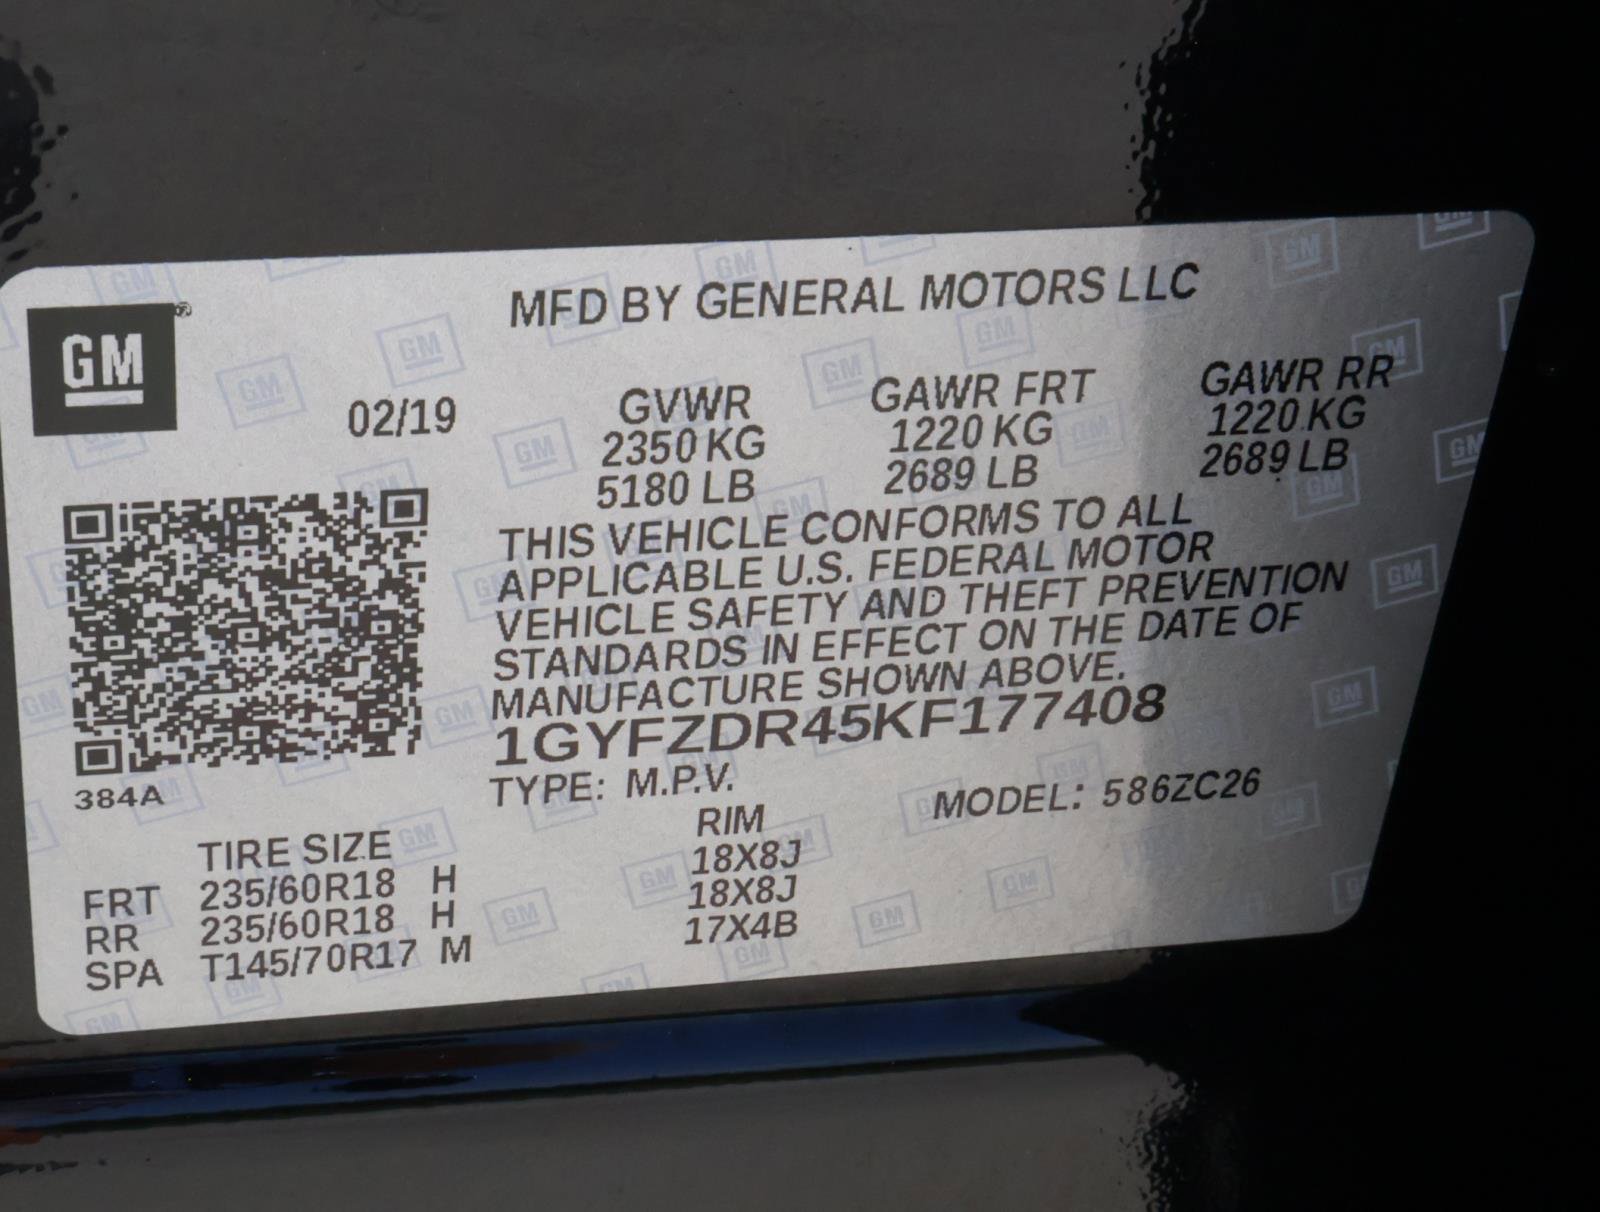 MFD BY GENERAL MOTORS LLC
GM®
02/19
GVWR GAWR FRT GAWR RR
2350 KG 1220 KG 1220 KG
5180 LB 2689 LB 2689 LB
THIS VEHICLE CONFORMS TO ALL
APPLICABLE U.S. FEDERAL MOTOR
VEHICLE SAFETY AND THEFT PREVENTION
STANDARDS IN EFFECT ON THE DATE OF
MANUFACTURE SHOWN ABOVE.
1GYFZDR45KF177408
TYPE: M.P.V. MODEL: 586ZC26
384A
TIRE SIZE RIM
FRT 235/60R18 H 18X8J
RR 235/60R18 H 18X8J
SPA T145/70R17 M 17X4B